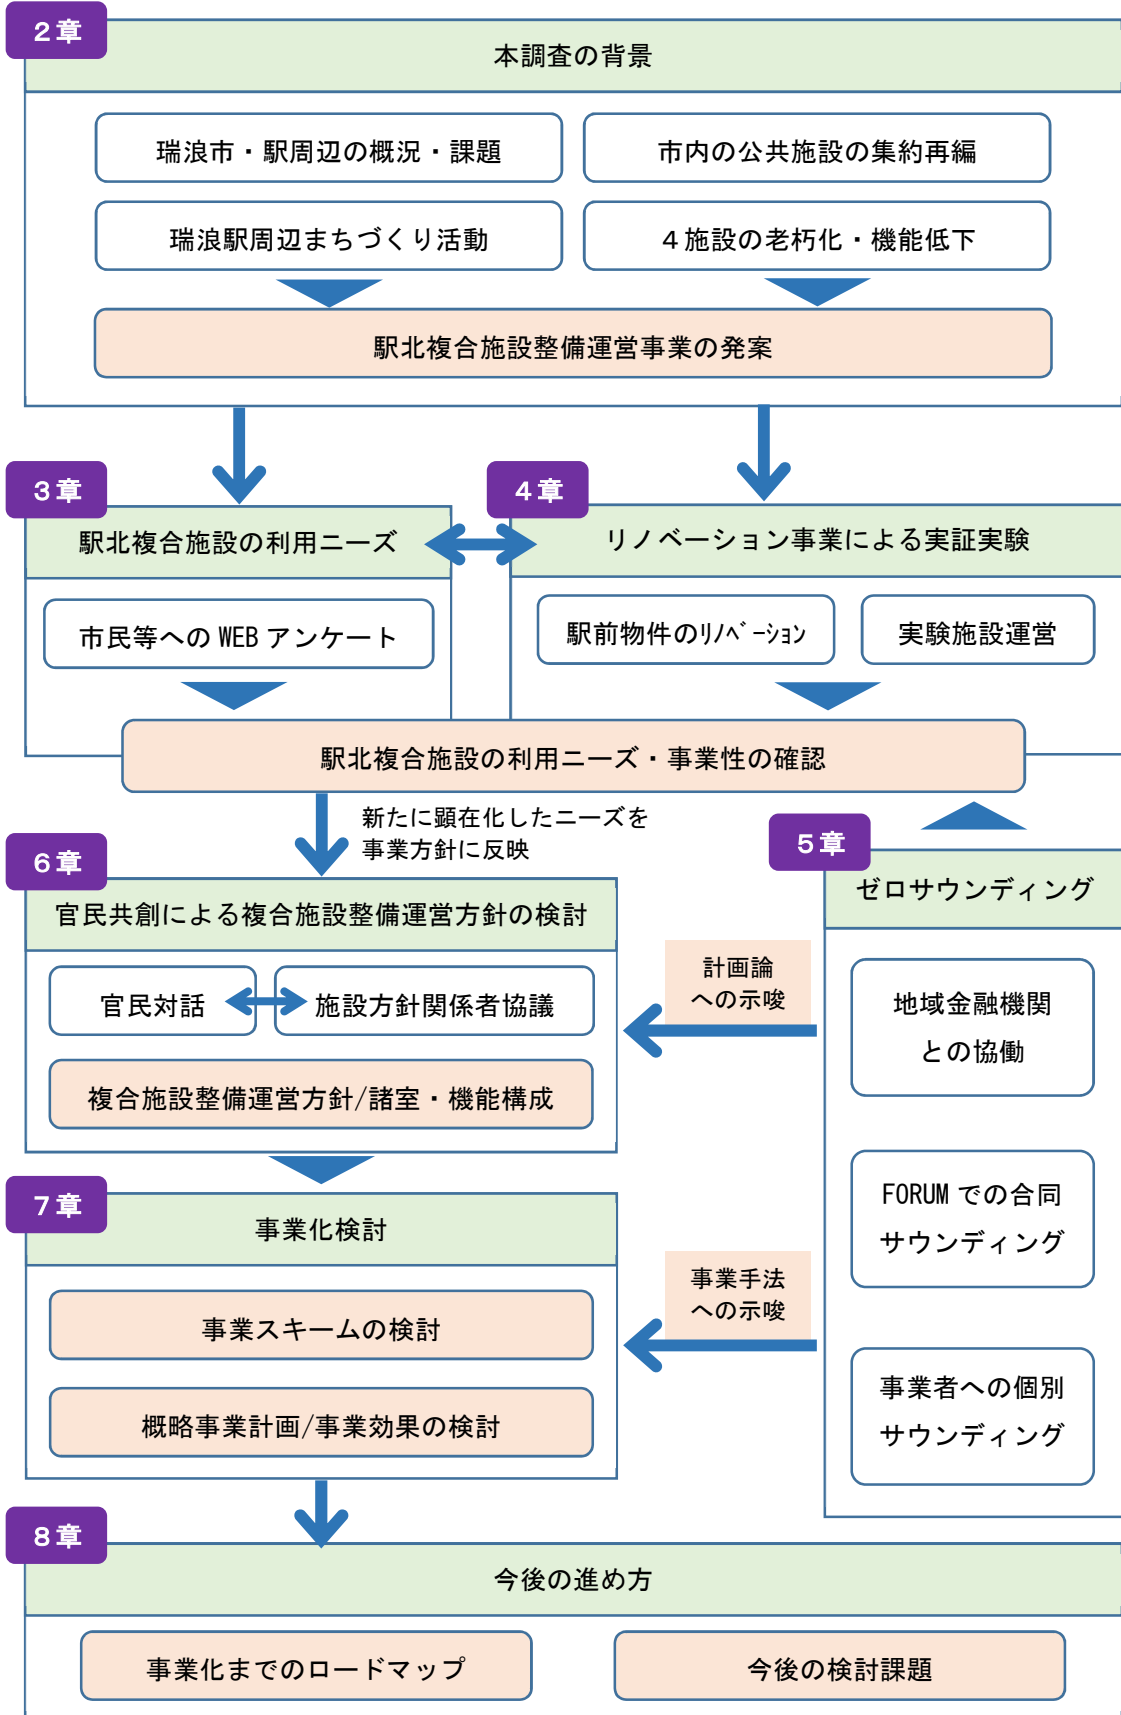 2章
本調査の背景
瑞浪市・駅周辺の概況・課題
市内の公共施設の集約再編
瑞浪駅周辺まちづくり活動
4施設の老朽化・機能低下
駅北複合施設整備運営事業の発案
3章
駅北複合施設の利用ニーズ
市民等への WEB アンケート
4章
リノベーション事業による実証実験
駅前物件のﾘﾉﾍﾞｰｼｮﾝ
実験施設運営
駅北複合施設の利用ニーズ・事業性の確認
新たに顕在化したニーズを
事業方針に反映
5章
ゼロサウンディング
地域金融機関
との協働
FORUM での合同
サウンディング
事業者への個別
サウンディング
計画論
への示唆
事業手法
への示唆
6章
官民共創による複合施設整備運営方針の検討
官民対話
施設方針関係者協議
複合施設整備運営方針/諸室・機能構成
7章
事業化検討
事業スキームの検討
概略事業計画/事業効果の検討
8章
今後の進め方
事業化までのロードマップ
今後の検討課題